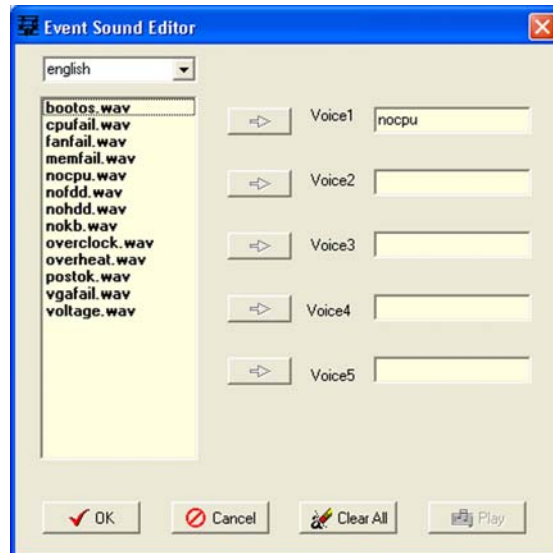 Event Sound Editor
english
bootos.wav
cpufail.wav
fanfail.wav
memfail.wav
nocpu.wav
nofdd.wav
nohdd.wav
nokb.wav
overclock.wav
overheat.wav
postok.wav
vgafail.wav
voltage.wav
Voice1 nocpu
Voice2
Voice3
Voice4
Voice5
OK Cancel Clear All Play